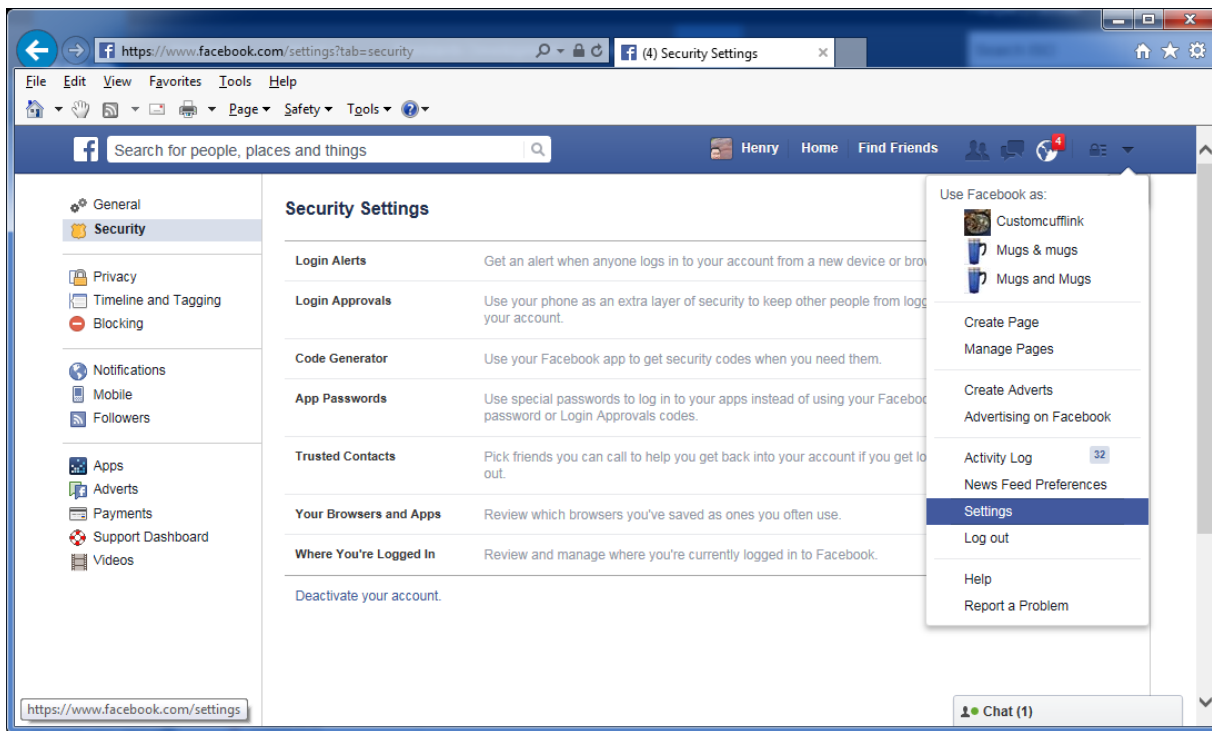 https://www.facebook.com/settings?tab=security
(4) Security Settings
File Edit View Favorites Tools Help
Page Safety Tools
Search for people, places and things
Henry Home Find Friends
4
General
Security
Privacy
Timeline and Tagging
Blocking
Notifications
Mobile
Followers
Apps
Adverts
Payments
Support Dashboard
Videos
Security Settings
Login Alerts
Get an alert when anyone logs in to your account from a new device or brow
Login Approvals
Use your phone as an extra layer of security to keep other people from logg
your account.
Code Generator
Use your Facebook app to get security codes when you need them.
App Passwords
Use special passwords to log in to your apps instead of using your Faceboo
password or Login Approvals codes.
Trusted Contacts
Pick friends you can call to help you get back into your account if you get lo
out.
Your Browsers and Apps
Review which browsers you've saved as ones you often use.
Where You're Logged In
Review and manage where you're currently logged in to Facebook.
Deactivate your account.
Use Facebook as:
Customcufflink
Mugs & mugs
Mugs and Mugs
Create Page
Manage Pages
Create Adverts
Advertising on Facebook
Activity Log 32
News Feed Preferences
Settings
Log out
Help
Report a Problem
https://www.facebook.com/settings
Chat (1)